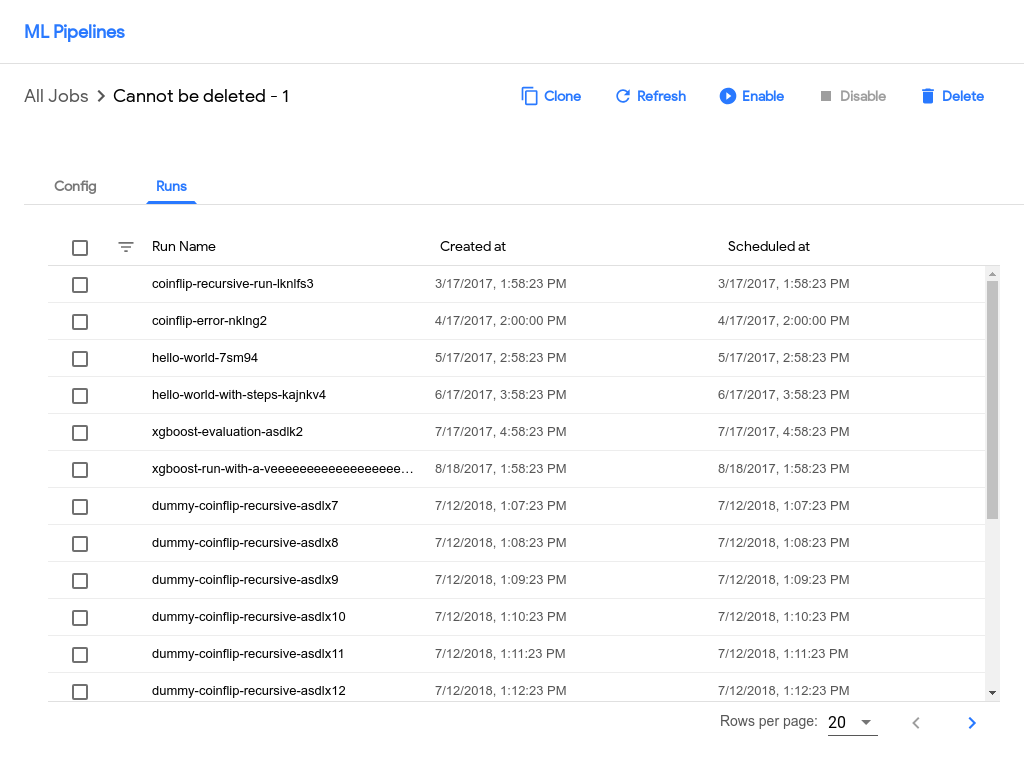 ML Pipelines
All Jobs > Cannot be deleted - 1 Clone Refresh Enable Disable Delete
Config Runs
Run Name Created at Scheduled at
coinflip-recursive-run-lknlfs3 3/17/2017, 1:58:23 PM 3/17/2017, 1:58:23 PM
coinflip-error-nklng2 4/17/2017, 2:00:00 PM 4/17/2017, 2:00:00 PM
hello-world-7sm94 5/17/2017, 2:58:23 PM 5/17/2017, 2:58:23 PM
hello-world-with-steps-kajnkv4 6/17/2017, 3:58:23 PM 6/17/2017, 3:58:23 PM
xgboost-evaluation-asdlk2 7/17/2017, 4:58:23 PM 7/17/2017, 4:58:23 PM
xgboost-run-with-a-veeeeeeeeeeeeeeeeee… 8/18/2017, 1:58:23 PM 8/18/2017, 1:58:23 PM
dummy-coinflip-recursive-asdlx7 7/12/2018, 1:07:23 PM 7/12/2018, 1:07:23 PM
dummy-coinflip-recursive-asdlx8 7/12/2018, 1:08:23 PM 7/12/2018, 1:08:23 PM
dummy-coinflip-recursive-asdlx9 7/12/2018, 1:09:23 PM 7/12/2018, 1:09:23 PM
dummy-coinflip-recursive-asdlx10 7/12/2018, 1:10:23 PM 7/12/2018, 1:10:23 PM
dummy-coinflip-recursive-asdlx11 7/12/2018, 1:11:23 PM 7/12/2018, 1:11:23 PM
dummy-coinflip-recursive-asdlx12 7/12/2018, 1:12:23 PM 7/12/2018, 1:12:23 PM
Rows per page: 20